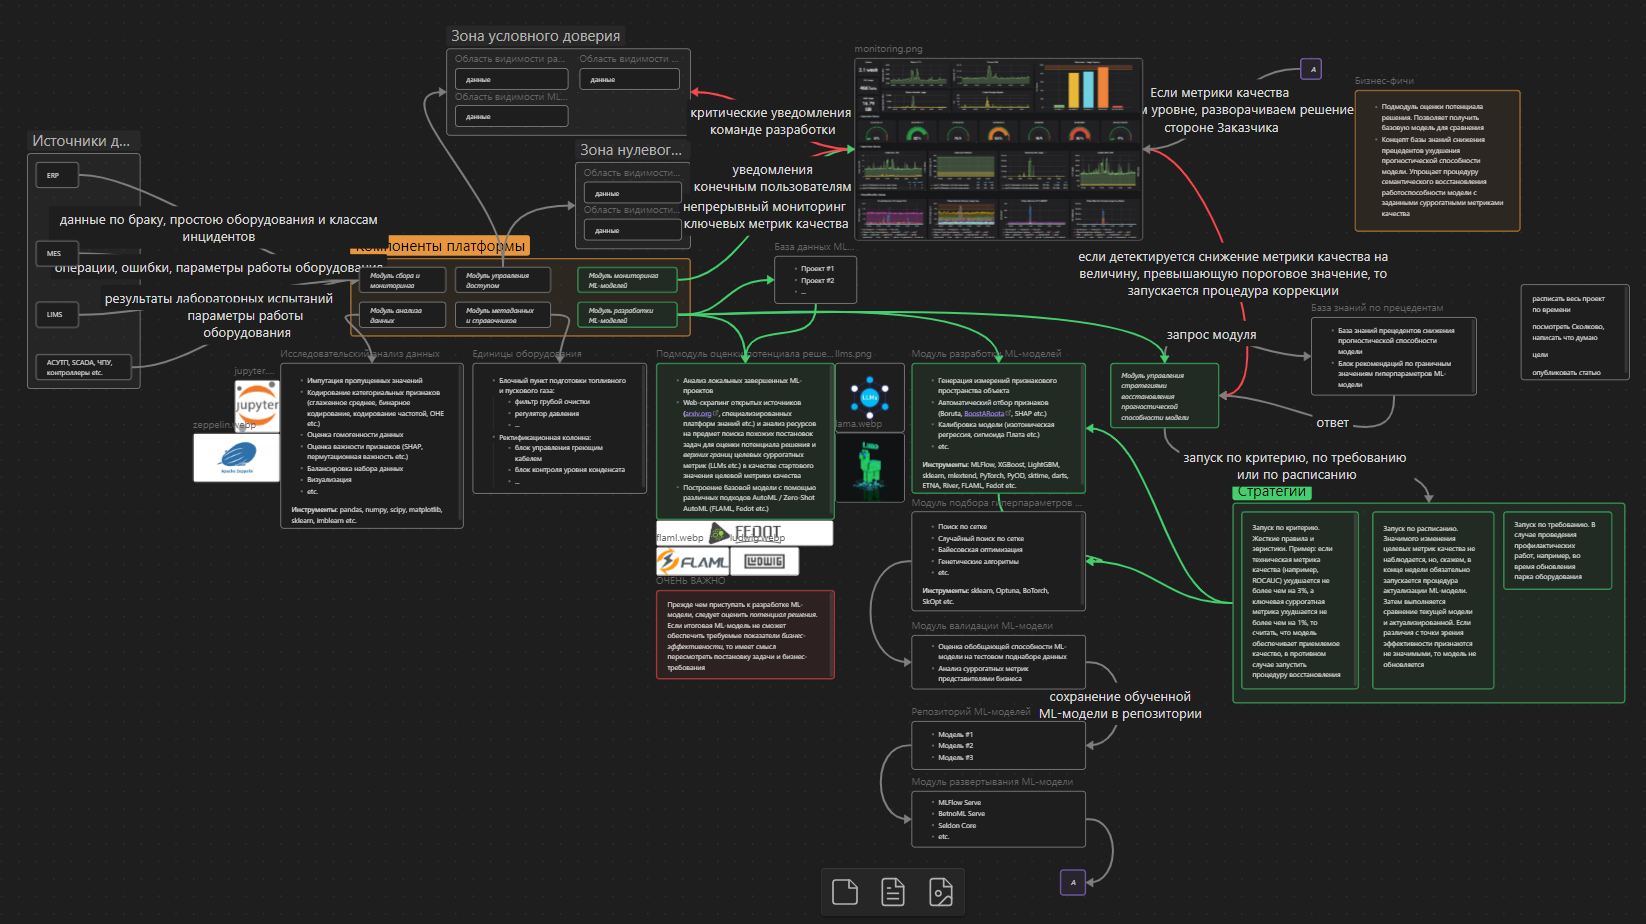 Зона условного доверия
Область видимости ра...
Область видимости ...
данные
данные
Область видимости ML...
данные
Зона нулевог...
Область видимости...
данные
Область видимости...
данные
Источники д...
ERP
MES
LIMS
АСУТП, SCADA, ЧПУ,
контроллеры etc.
данные по браку, простою оборудования и классам
инцидентов
операции, ошибки, параметры работы оборудования
результаты лабораторных испытаний
параметры работы
оборудования
компоненты платформы
Модуль сбора и
мониторинга
Модуль управления
доступом
Модуль мониторинга
ML-моделей
Модуль анализа
данных
Модуль метаданных
и справочников
Модуль разработки
ML-моделей
критические уведомления
команде разработки
уведомления
конечным пользователям
непрерывный мониторинг
ключевых метрик качества
monitoring.png
A
Если метрики качества
м уровне, разворачиваем решение
стороне Заказчика
Бизнес-фичи
Подмодуль оценки потенциала
решения. Позволяет получить
базовую модель для сравнения
Концепт базы знаний снижения
прецедентов ухудшения
прогностической способности
модели. Упрощает процедуру
семантического восстановления
работоспособности модели с
заданными суррогатными метриками
качества
База данных ML...
Проект #1
Проект #2
...
если детектируется снижение метрики качества на
величину, превышающую пороговое значение, то
запускается процедура коррекции
запрос модуля
База знаний по прецедентам
База знаний прецедентов снижения
прогностической способности
модели
Блок рекомендаций по граничным
значениям гиперпараметров ML-
модели
расписать весь проект
по времени
посмотреть Сколково,
написать что думаю
цели
опубликовать статью
ответ
Модуль управления
стратегиями
восстановления
прогностической
способности модели
запуск по критерию, по требованию
или по расписанию
Стратегии
Запуск по критерию.
Жесткие правила и
эвристики. Пример: если
техническая метрика
качества (например,
ROCAUC) ухудшается не
более чем на 3%, а
ключевая суррогатная
метрика ухудшается не
более чем на 1%, то
считать, что модель
обеспечивает приемлемое
качество, в противном
случае запустить
процедуру восстановления
Запуск по расписанию.
Значимого изменения
целевых метрик качества не
наблюдается, но, скажем, в
конце недели обязательно
запускается процедура
актуализации ML-модели.
Затем выполняется
сравнение текущей модели
и актуализированной. Если
различия с точки зрения
эффективности признаются
не значимыми, то модель не
обновляется
Запуск по требованию. В
случае проведения
профилактических
работ, например, во
время обновления
парка оборудования
jupyter....
jupyter
zeppelin.webp
Apache Zeppelin
Исследовательский анализ данных
Импутация пропущенных значений
Кодирование категориальных признаков
(сглаженное среднее, бинарное
кодирование, кодирование частотой, OHE
etc.)
Оценка гомогенности данных
Оценка важности признаков (SHAP,
пермутационная важность etc.)
Балансировка набора данных
Визуализация
etc.
Инструменты: pandas, numpy, scipy, matplotlib,
sklearn, imblearn etc.
Единицы оборудования
Блочный пункт подготовки топливного
и пускового газа:
фильтр грубой очистки
регулятор давления
...
Ректификационная колонна:
блок управления греющим
кабелем
блок контроля уровня конденсата
...
Подмодуль оценки потенциала реше...
Анализ локальных завершенных ML-
проектов
Web-скрапинг открытых источников
(arxiv.org, специализированных
платформ знаний etc.) и анализ ресурсов
на предмет поиска похожих постановок
задач для оценки потенциала решения и
верхних границ целевых суррогатных
метрик (LLMs etc.) в качестве стартового
значения целевой метрики качества
Построение базовой модели с помощью
различных подходов AutoML / Zero-Shot
AutoML (FLAML, Fedot etc.)
llms.png
LLMs
lama.webp
FEDOT
flaml.webp
ludwig.webp
FLAML
LUDWIG
ОЧЕНЬ ВАЖНО
Прежде чем приступать к разработке ML-
модели, следует оценить потенциал решения.
Если итоговая ML-модель не сможет
обеспечить требуемые показатели бизнес-
эффективности, то имеет смысл
пересмотреть постановку задачи и бизнес-
требования
Модуль разработки ML-моделей
Генерация измерений признакового
пространства объекта
Автоматический отбор признаков
(Boruta, BoostARoota, SHAP etc.)
Калибровка модели (изотоническая
регрессия, сигмоида Плата etc.)
etc.
Инструменты: MLFlow, XGBoost, LightGBM,
sklearn, mlextend, PyTorch, PyOD, sktime, darts,
ETNA, River, FLAML, Fedot etc.
Модуль подбора гиперпараметров ...
Поиск по сетке
Случайный поиск по сетке
Байесовская оптимизация
Генетические алгоритмы
etc.
Инструменты: sklearn, Optuna, BoTorch,
SkOpt etc.
Модуль валидации ML-модели
Оценка обобщающей способности ML-
модели на тестовом поднаборе данных
Анализ суррогатных метрик
представителями бизнеса
сохранение обученной
ML-модели в репозитории
Репозиторий ML-моделей
Модель #1
Модель #2
Модель #3
Модуль развертывания ML-модели
MLFlow Serve
BetnoML Serve
Seldon Core
etc.
A